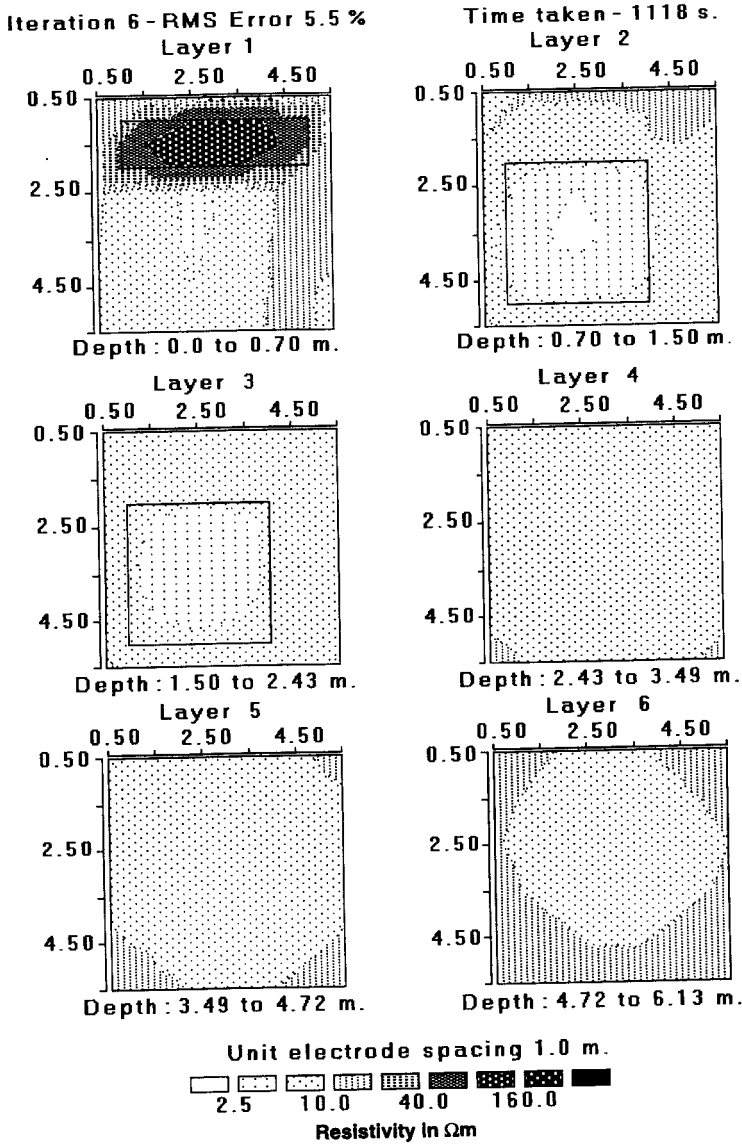 Iteration 6-RMS Error 5.5 %
Time taken-1118 s.
Layer 1
Layer 2
0.50 2.50 4.50
0.50 2.50 4.50
0.50
0.50
2.50
2.50
4.50
4.50
Depth:0.0 to 0.70 m.
Depth:0.70 to 1.50 m.
Layer 3
Layer 4
0.50 2.50 4.50
0.50 2.50 4.50
0.50
0.50
2.50
2.50
4.50
4.50
Depth:1.50 to 2.43 m.
Depth:2.43 to 3.49 m.
Layer 5
Layer 6
0.50 2.50 4.50
0.50 2.50 4.50
0.50
0.50
2.50
2.50
4.50
4.50
Depth:3.49 to 4.72 m.
Depth:4.72 to 6.13 m.
Unit electrode spacing 1.0 m.
2.5 10.0 40.0 160.0
Resistivity in Ωm